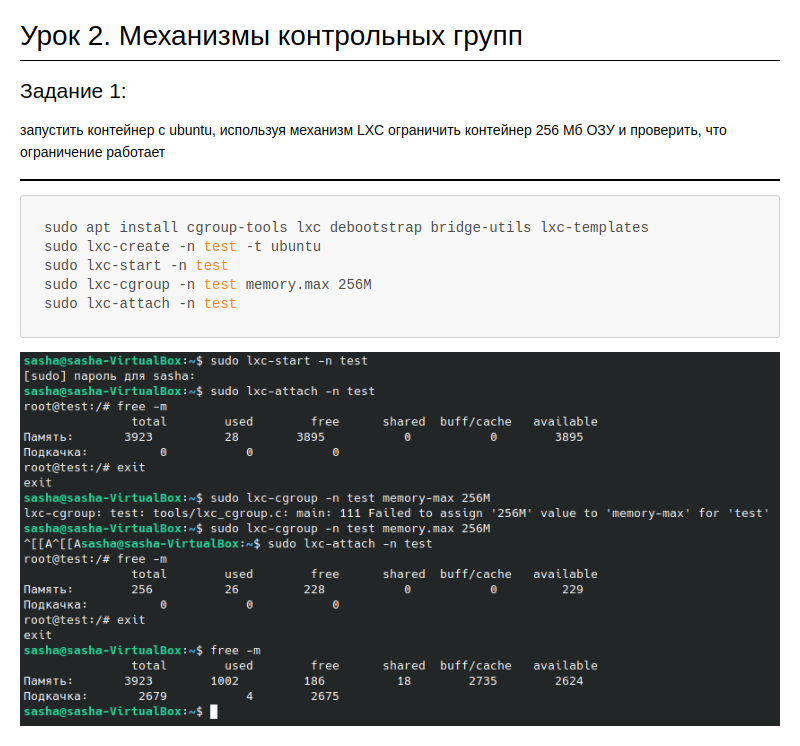 Урок 2. Механизмы контрольных групп
Задание 1:
запустить контейнер с ubuntu, используя механизм LXC ограничить контейнер 256 Мб ОЗУ и проверить, что
ограничение работает
sudo apt install cgroup-tools lxc debootstrap bridge-utils lxc-templates
sudo lxc-create -n test -t ubuntu
sudo lxc-start -n test
sudo lxc-cgroup -n test memory.max 256M
sudo lxc-attach -n test
sasha@sasha-VirtualBox:~$ sudo lxc-start -n test
[sudo] пароль для sasha:
sasha@sasha-VirtualBox:~$ sudo lxc-attach -n test
root@test:/# free -m
total used free shared buff/cache available
Память: 3923 28 3895 0 0 3895
Подкачка: 0 0 0
root@test:/# exit
exit
sasha@sasha-VirtualBox:~$ sudo lxc-cgroup -n test memory-max 256M
lxc-cgroup: test: tools/lxc_cgroup.c: main: 111 Failed to assign '256M' value to 'memory-max' for 'test'
sasha@sasha-VirtualBox:~$ sudo lxc-cgroup -n test memory.max 256M
^[[A^[[Asasha@sasha-VirtualBox:~$ sudo lxc-attach -n test
root@test:/# free -m
total used free shared buff/cache available
Память: 256 26 228 0 0 229
Подкачка: 0 0 0
root@test:/# exit
exit
sasha@sasha-VirtualBox:~$ free -m
total used free shared buff/cache available
Память: 3923 1002 186 18 2735 2624
Подкачка: 2679 4 2675
sasha@sasha-VirtualBox:~$